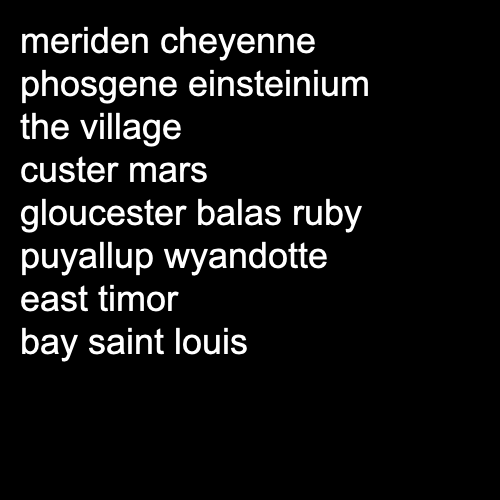 meriden cheyenne
phosgene einsteinium
the village
custer mars
gloucester balas ruby
puyallup wyandotte
east timor
bay saint louis